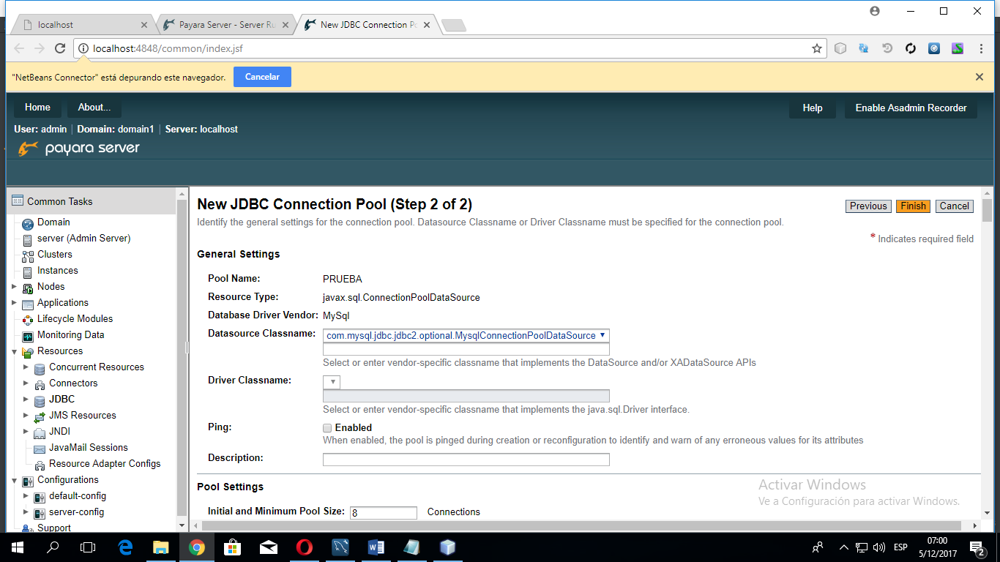 localhost
Payara Server - Server Ru
New JDBC Connection Po
localhost:4848/common/index.jsf
"NetBeans Connector" está depurando este navegador.
Cancelar
Home
About...
Help
Enable Asadmin Recorder
User: admin | Domain: domain1 | Server: localhost
payara server
Common Tasks
Domain
server (Admin Server)
Clusters
Instances
Nodes
Applications
Lifecycle Modules
Monitoring Data
Resources
Concurrent Resources
Connectors
JDBC
JMS Resources
JNDI
JavaMail Sessions
Resource Adapter Configs
Configurations
default-config
server-config
Support
New JDBC Connection Pool (Step 2 of 2)
Previous
Finish
Cancel
Identify the general settings for the connection pool. Datasource Classname or Driver Classname must be specified for the connection pool.
* Indicates required field
General Settings
Pool Name: PRUEBA
Resource Type: javax.sql.ConnectionPoolDataSource
Database Driver Vendor: MySql
Datasource Classname: com.mysql.jdbc.jdbc2.optional.MysqlConnectionPoolDataSource
Select or enter vendor-specific classname that implements the DataSource and/or XADataSource APIs
Driver Classname:
Select or enter vendor-specific classname that implements the java.sql.Driver interface.
Ping: Enabled
When enabled, the pool is pinged during creation or reconfiguration to identify and warn of any erroneous values for its attributes
Description:
Pool Settings
Initial and Minimum Pool Size: 8 Connections
Activar Windows
Ve a Configuración para activar Windows.
ESP
07:00
5/12/2017
2